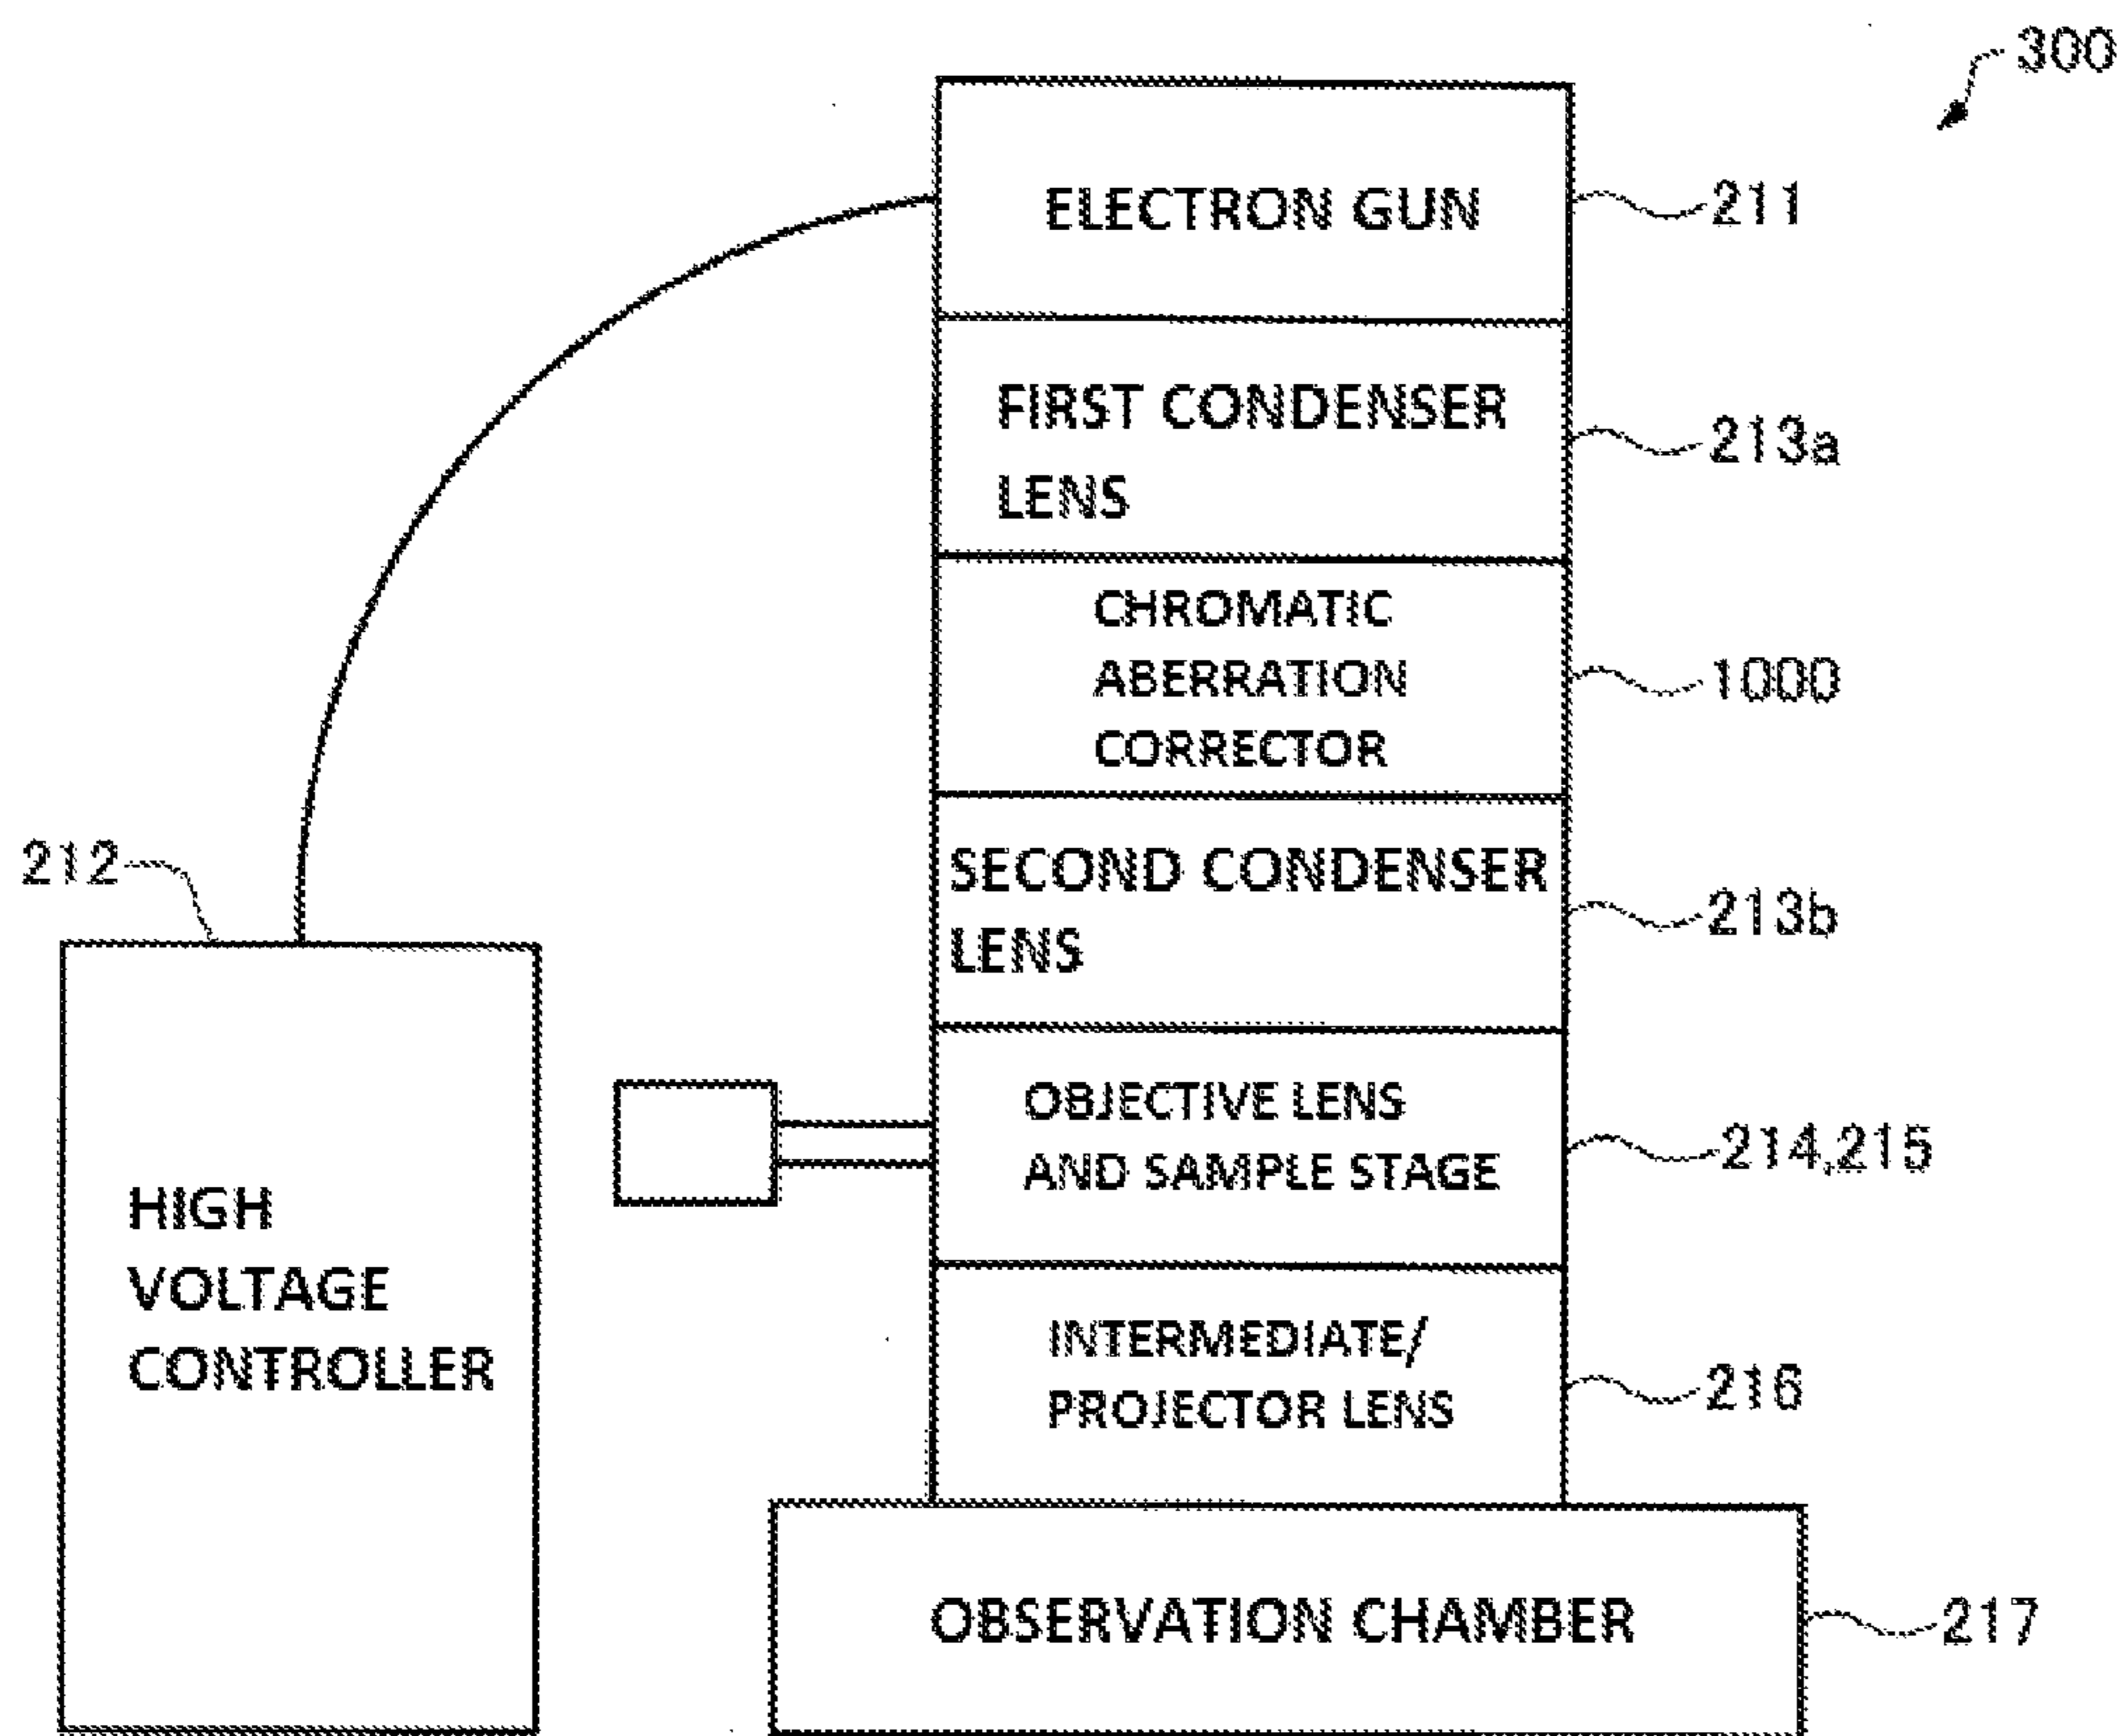 300
ELECTRON GUN
211
FIRST CONDENSER
LENS
213a
CHROMATIC
ABERRATION
CORRECTOR
1000
SECOND CONDENSER
LENS
213b
212
HIGH
VOLTAGE
CONTROLLER
OBJECTIVE LENS
AND SAMPLE STAGE
214,215
INTERMEDIATE/
PROJECTOR LENS
216
OBSERVATION CHAMBER
217